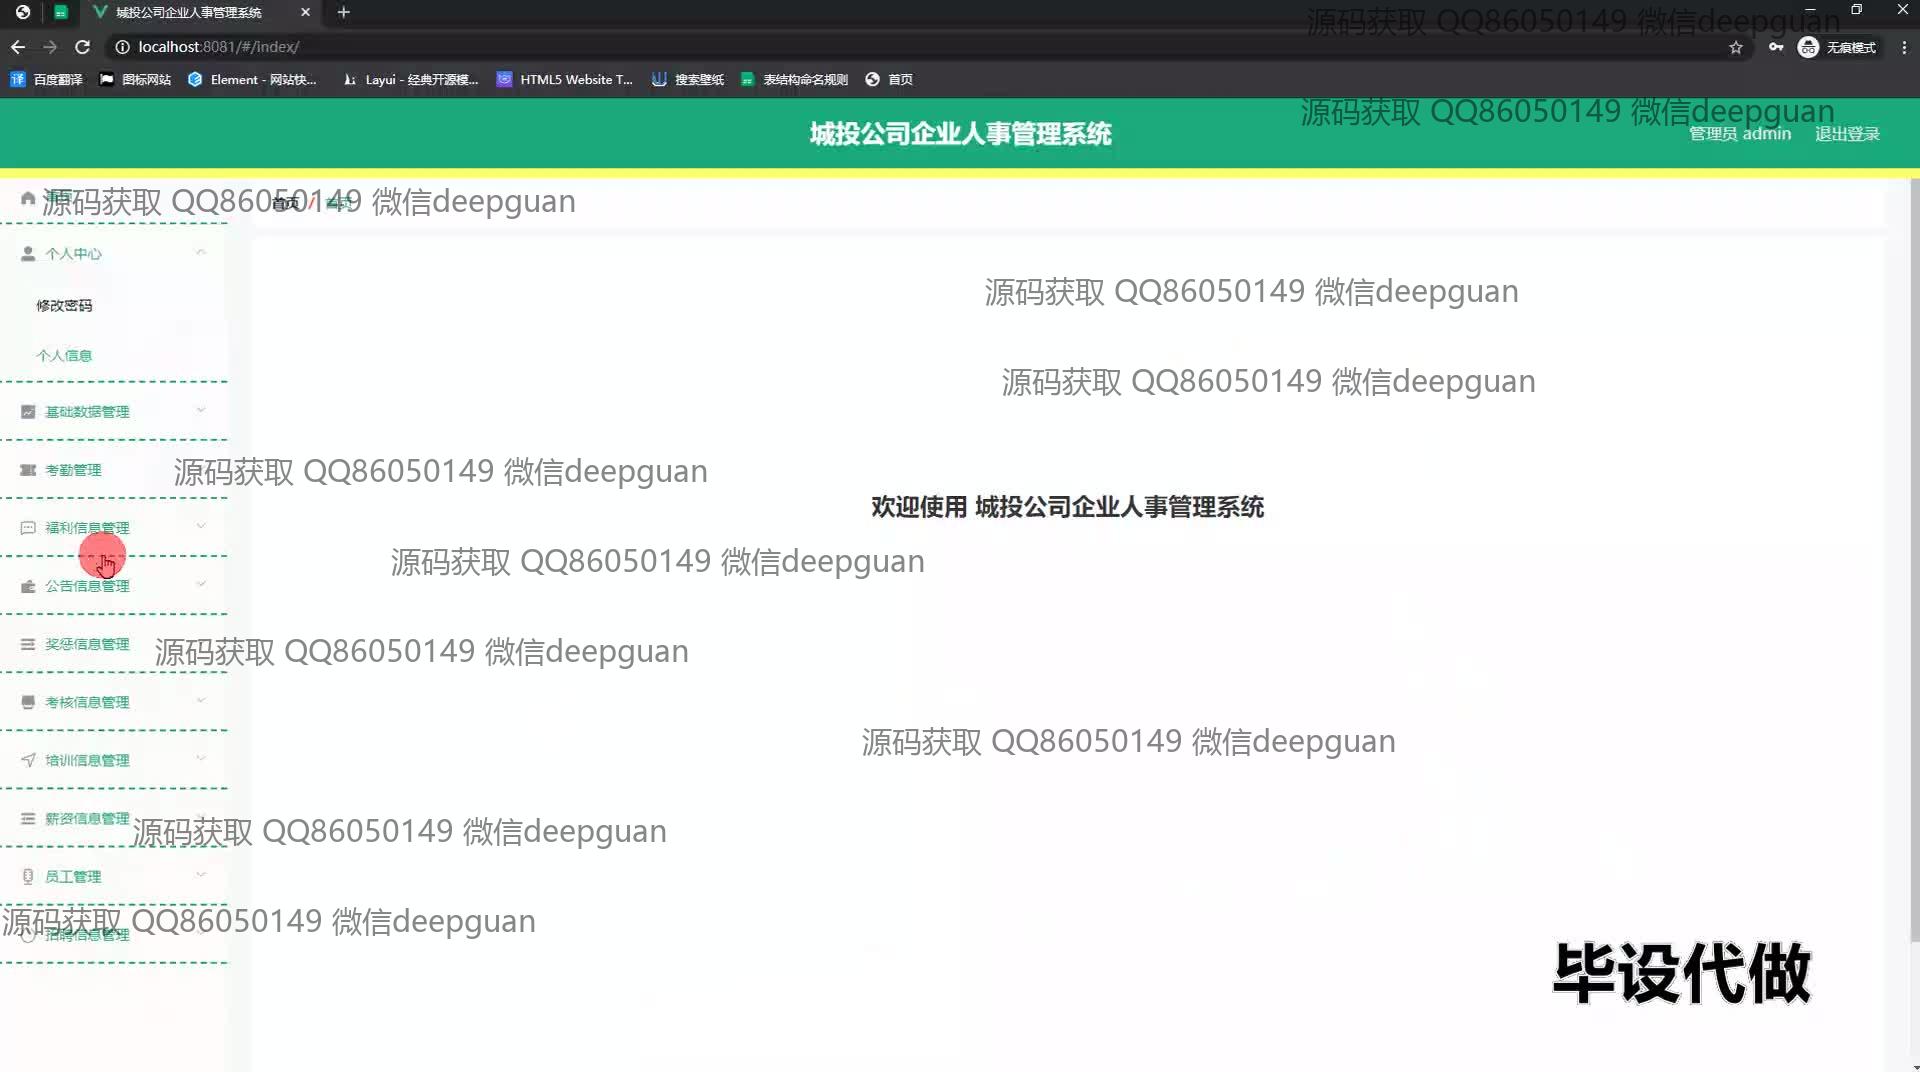 城投公司企业人事管理系统
localhost:8081/#/index/
无痕模式
百度翻译 图标网站 Element - 网站快... Layui - 经典开源模... HTML5 Website T... 搜索壁纸 表结构命名规则 首页
源码获取 QQ86050149 微信deepguan
源码获取 QQ86050149 微信deepguan
城投公司企业人事管理系统
管理员 admin 退出登录
源码获取 QQ86050149 微信deepguan
首页 / 首页
个人中心
修改密码
个人信息
基础数据管理
考勤管理
福利信息管理
公告信息管理
奖惩信息管理
考核信息管理
培训信息管理
薪资信息管理
员工管理
招聘信息管理
源码获取 QQ86050149 微信deepguan
源码获取 QQ86050149 微信deepguan
源码获取 QQ86050149 微信deepguan
欢迎使用 城投公司企业人事管理系统
源码获取 QQ86050149 微信deepguan
源码获取 QQ86050149 微信deepguan
源码获取 QQ86050149 微信deepguan
源码获取 QQ86050149 微信deepguan
源码获取 QQ86050149 微信deepguan
毕设代做